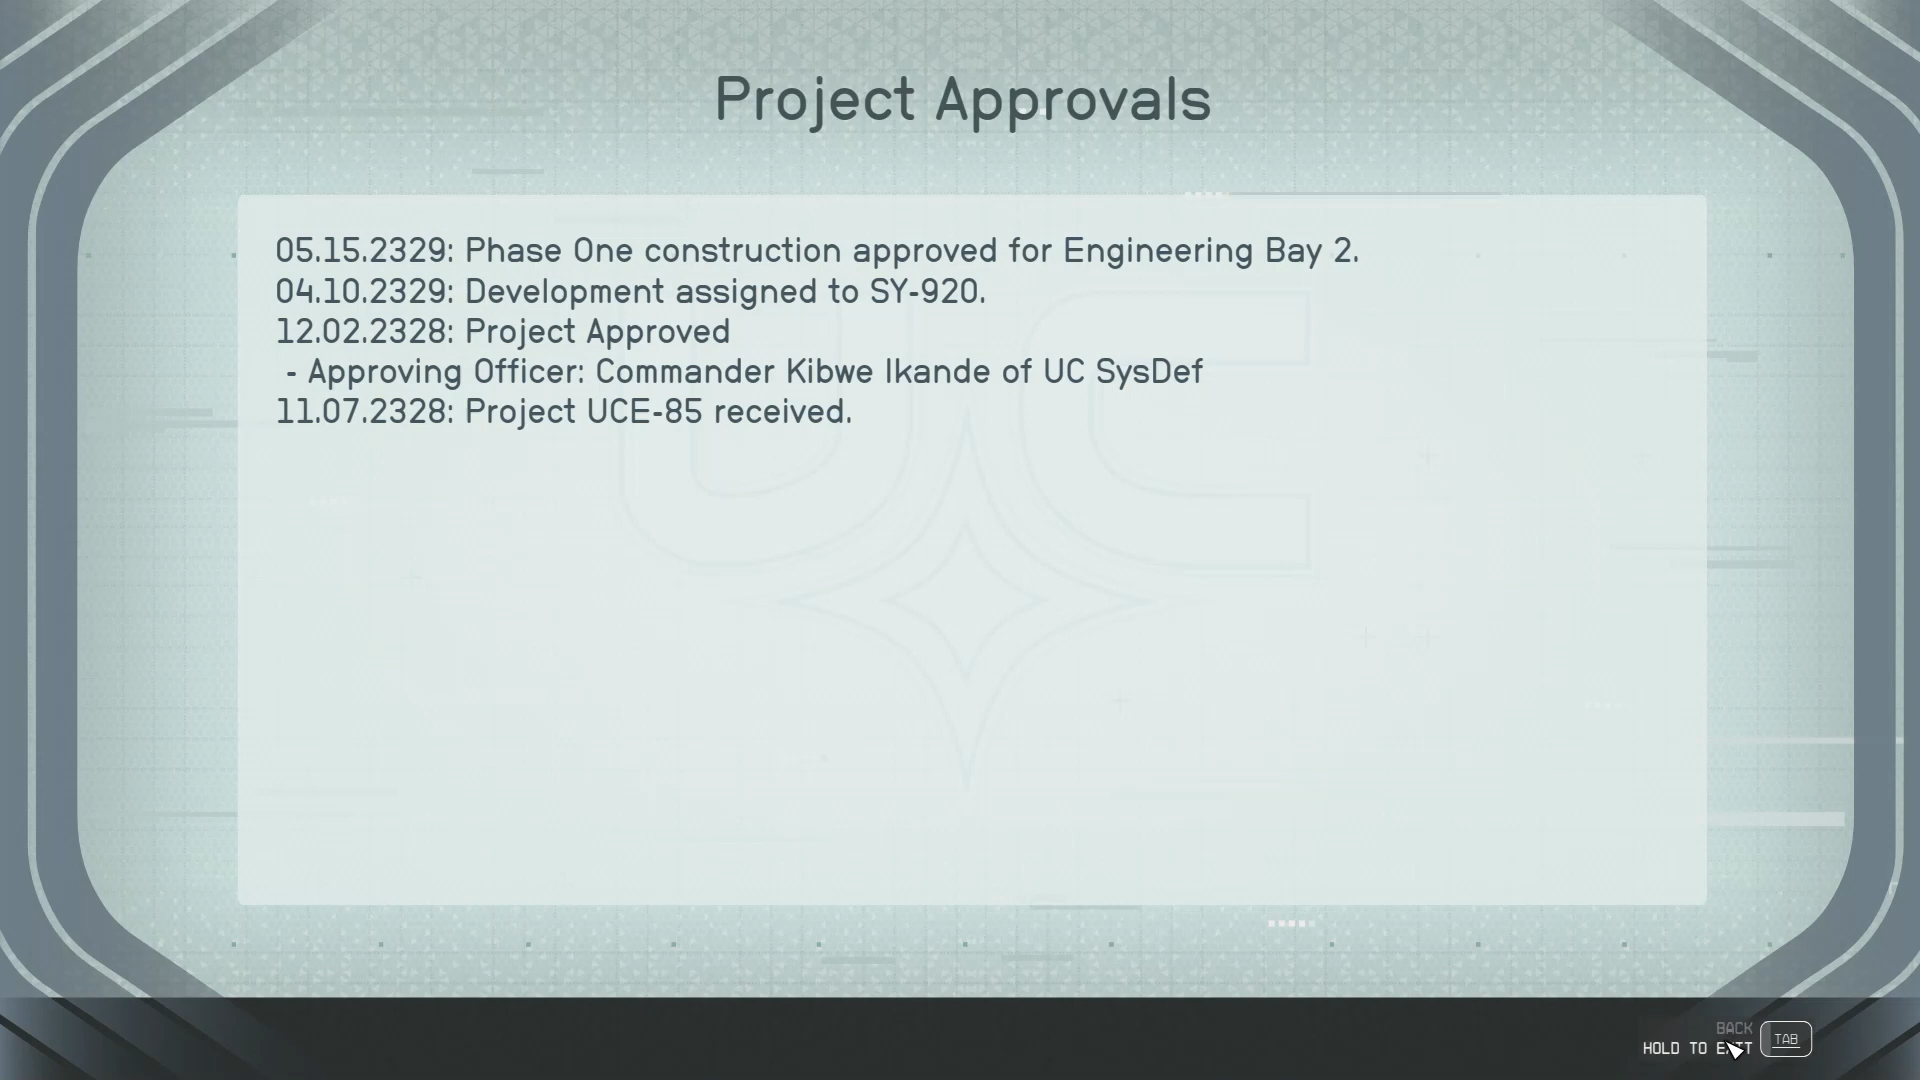 Project Approvals
05.15.2329: Phase One construction approved for Engineering Bay 2.
04.10.2329: Development assigned to SY-920.
12.02.2328: Project Approved
- Approving Officer: Commander Kibwe Ikande of UC SysDef
11.07.2328: Project UCE-85 received.
UC
BACK
HOLD TO EXIT
TAB